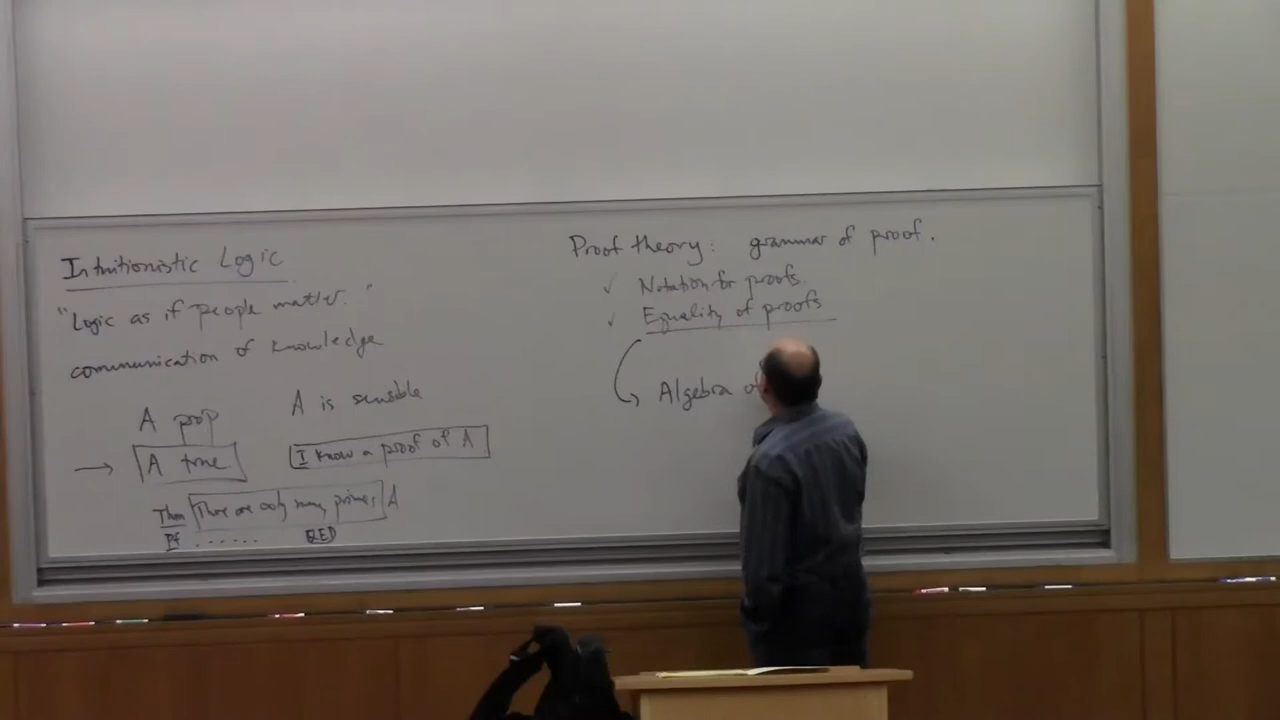 Intuitionistic Logic
"Logic as if people matter."
communication of knowledge
A prop A is sensible
→ A true I know a proof of A
Thm There are many primes A
Pf ...... QED
Proof theory: grammar of proof.
✓ Notation for proofs.
✓ Equality of proofs
Algebra of